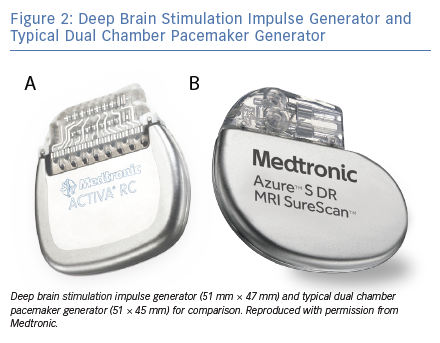 Figure 2: Deep Brain Stimulation Impulse Generator and
Typical Dual Chamber Pacemaker Generator
A
B
Medtronic
ACTIVA® RC
Medtronic
Azure™ S DR
MRI SureScan™
Deep brain stimulation impulse generator (51 mm × 47 mm) and typical dual chamber
pacemaker generator (51 × 45 mm) for comparison. Reproduced with permission from
Medtronic.